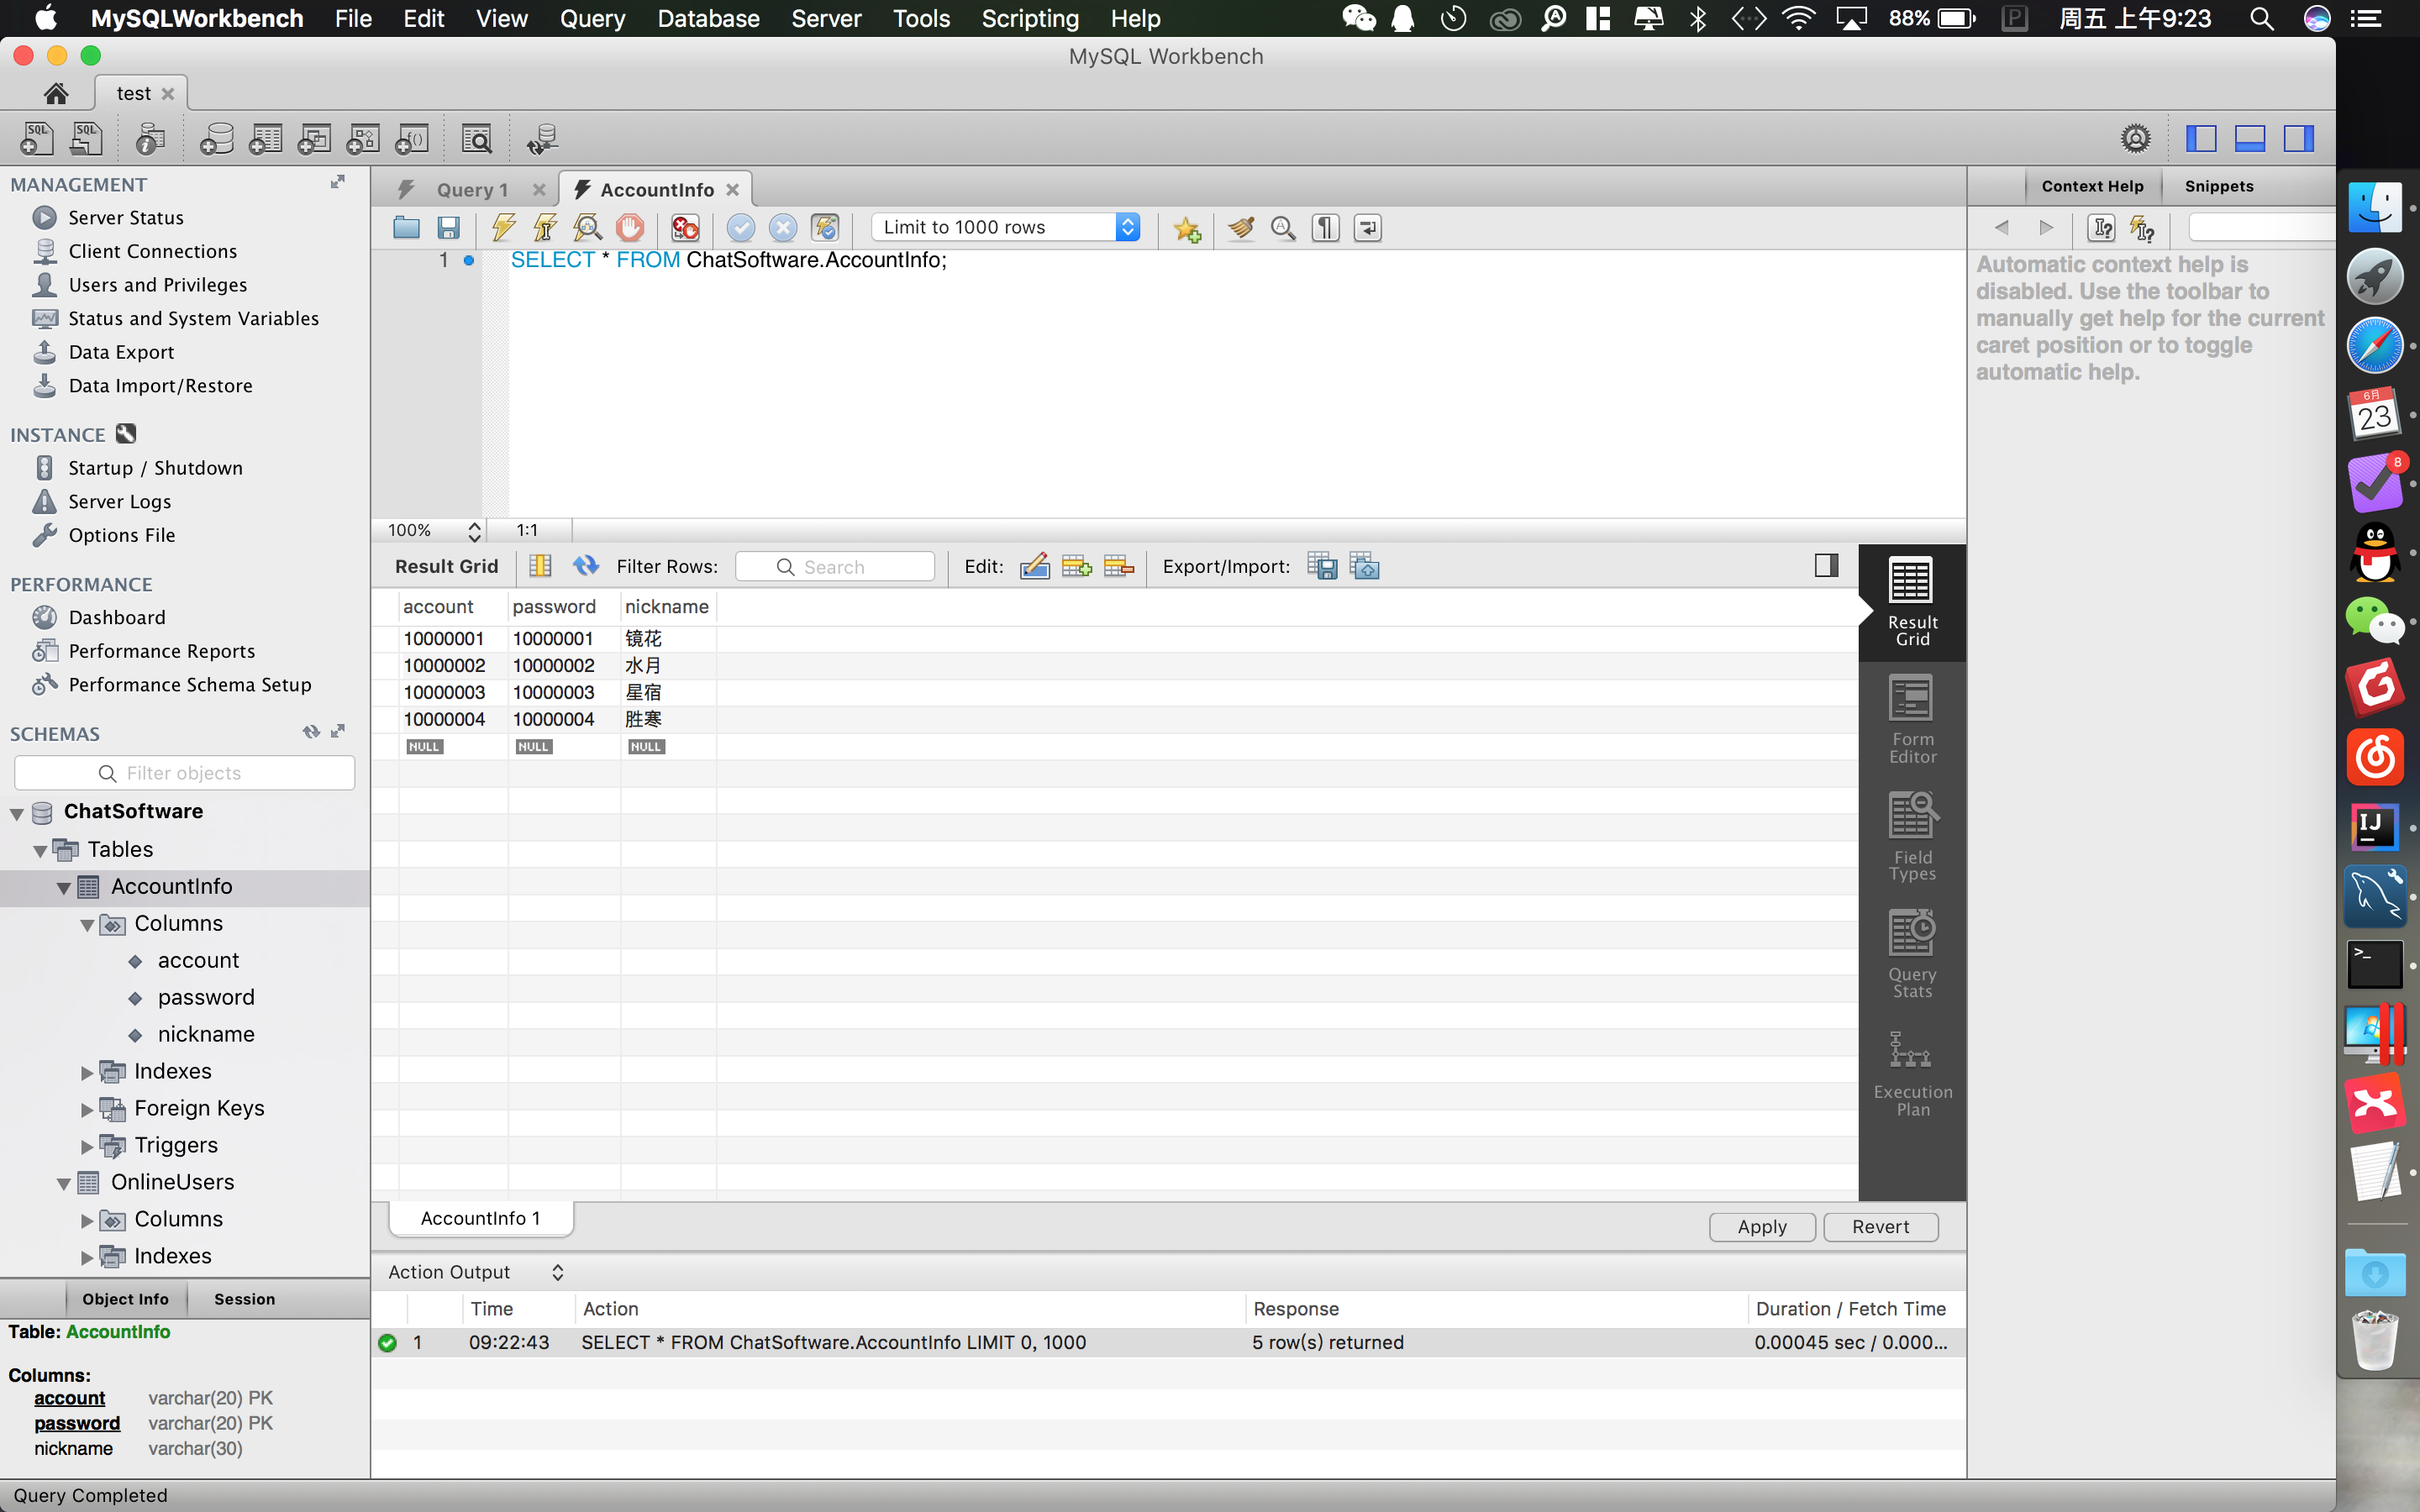 MySQLWorkbench File Edit View Query Database Server Tools Scripting Help 88% P 周五 上午9:23
MySQL Workbench
test
SQL SQL
MANAGEMENT
Server Status
Client Connections
Users and Privileges
Status and System Variables
Data Export
Data Import/Restore
INSTANCE
Startup / Shutdown
Server Logs
Options File
PERFORMANCE
Dashboard
Performance Reports
Performance Schema Setup
SCHEMAS
Filter objects
ChatSoftware
Tables
AccountInfo
Columns
account
password
nickname
Indexes
Foreign Keys
Triggers
OnlineUsers
Columns
Indexes
Object Info Session
Table: AccountInfo
Columns:
account varchar(20) PK
password varchar(20) PK
nickname varchar(30)
Query Completed
Query 1 AccountInfo
Limit to 1000 rows
1 SELECT * FROM ChatSoftware.AccountInfo;
100% 1:1
Result Grid Filter Rows: Search Edit: Export/Import:
account password nickname
10000001 10000001 镜花
10000002 10000002 水月
10000003 10000003 星宿
10000004 10000004 胜寒
NULL NULL NULL
Result
Grid
Form
Editor
Field
Types
Query
Stats
Execution
Plan
AccountInfo 1 Apply Revert
Action Output
Time Action Response Duration / Fetch Time
1 09:22:43 SELECT * FROM ChatSoftware.AccountInfo LIMIT 0, 1000 5 row(s) returned 0.00045 sec / 0.000...
Context Help Snippets
Automatic context help is
disabled. Use the toolbar to
manually get help for the current
caret position or to toggle
automatic help.
6月
23
8
IJ